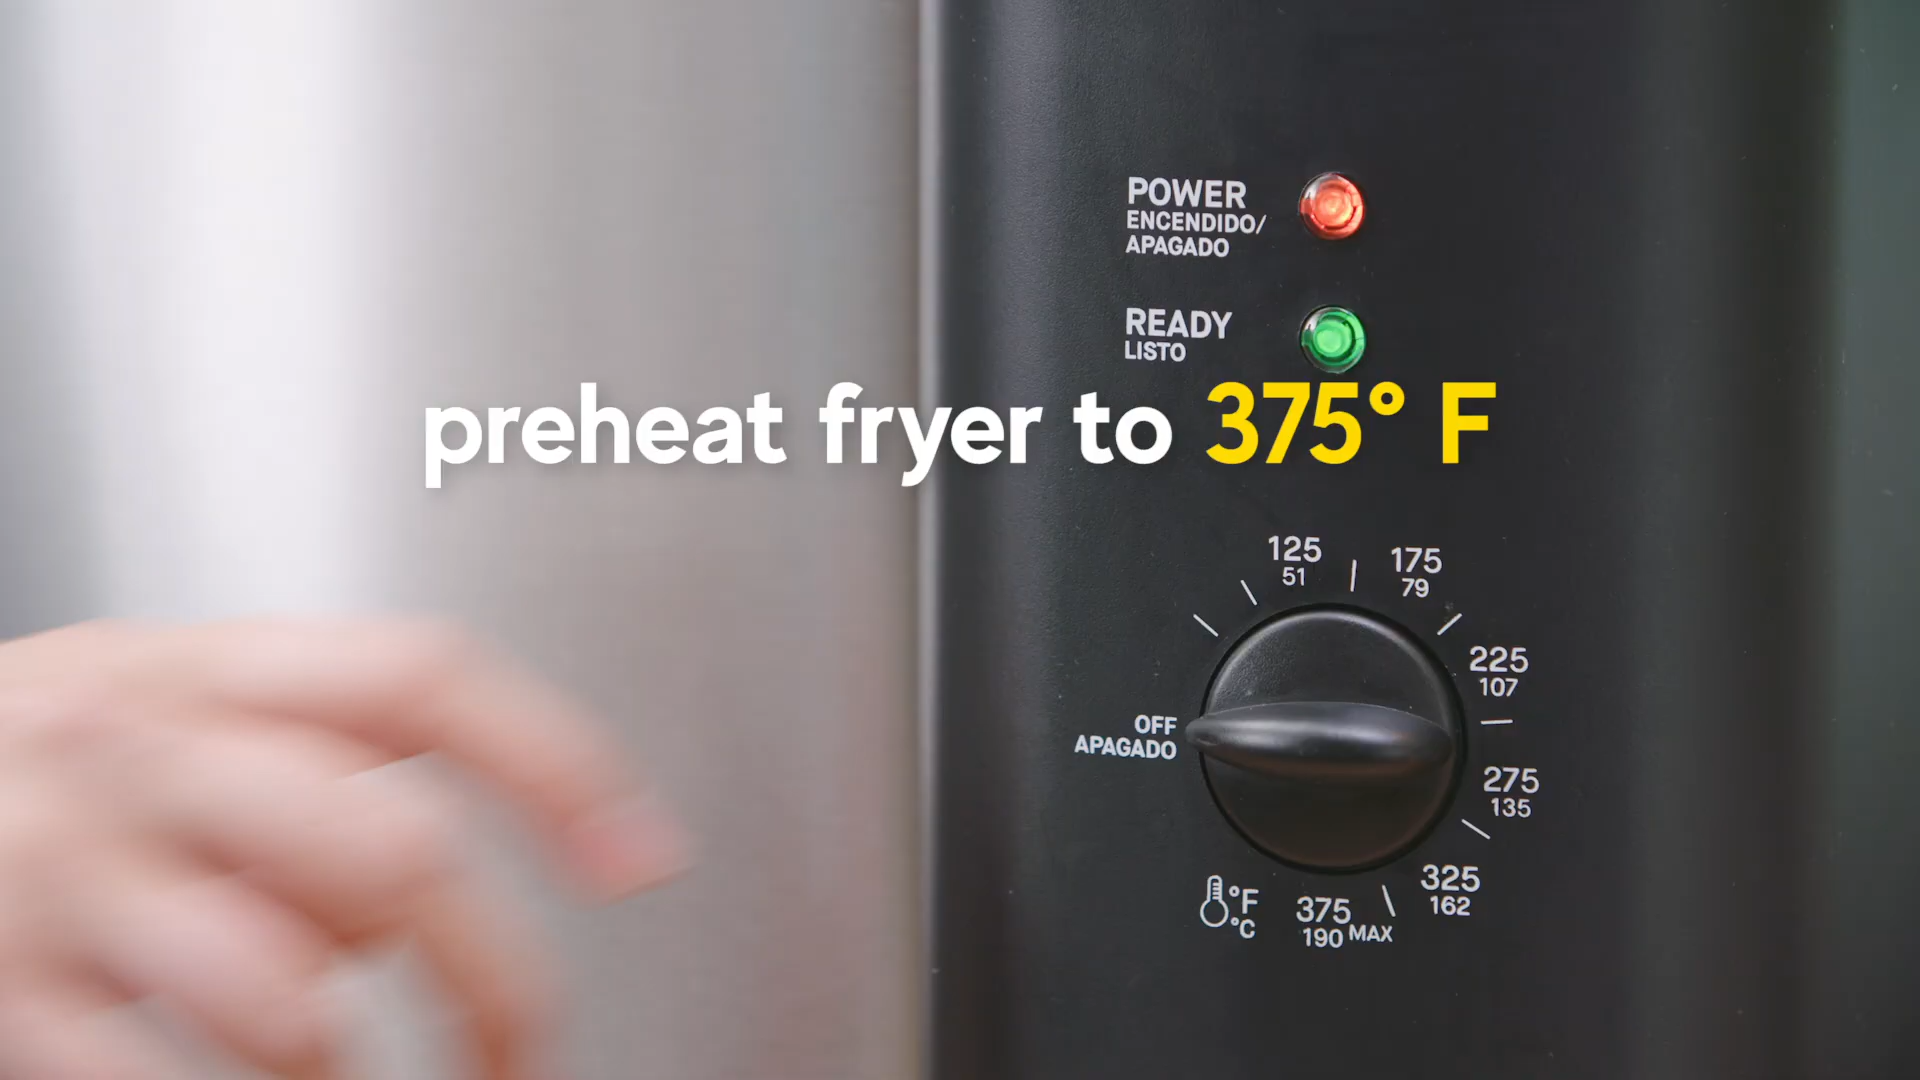 POWER
ENCENDIDO/
APAGADO
READY
LISTO
preheat fryer to 375° F
125
51
175
79
225
107
OFF
APAGADO
275
135
325
162
°F
°C
375
190 MAX